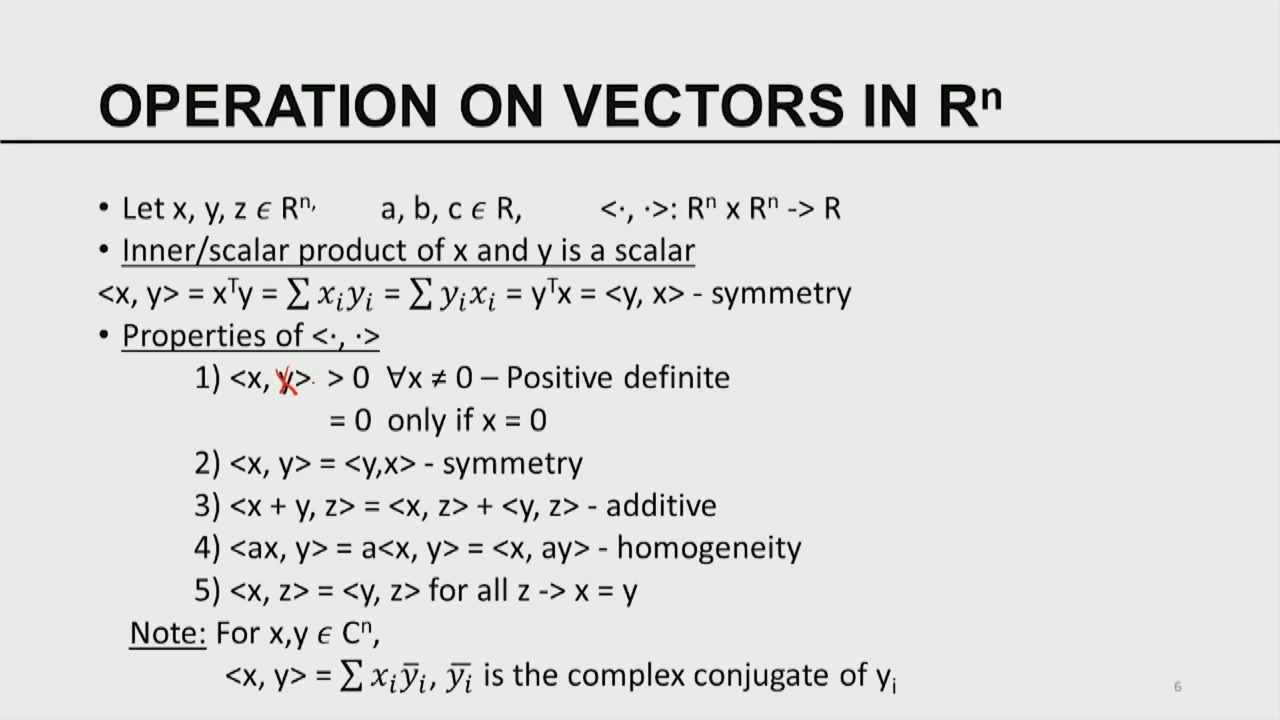 OPERATION ON VECTORS IN Rⁿ
• Let x, y, z ϵ Rⁿ, a, b, c ϵ R, <·, ·>: Rⁿ x Rⁿ -> R
• Inner/scalar product of x and y is a scalar
<x, y> = xᵀy = ∑ xᵢyᵢ = ∑ yᵢxᵢ = yᵀx = <y, x> - symmetry
• Properties of <·, ·>
1) <x, x> > 0 ∀x ≠ 0 – Positive definite
= 0 only if x = 0
2) <x, y> = <y,x> - symmetry
3) <x + y, z> = <x, z> + <y, z> - additive
4) <ax, y> = a<x, y> = <x, ay> - homogeneity
5) <x, z> = <y, z> for all z -> x = y
Note: For x,y ϵ Cⁿ,
<x, y> = ∑ xᵢȳᵢ, ȳᵢ is the complex conjugate of yᵢ
6